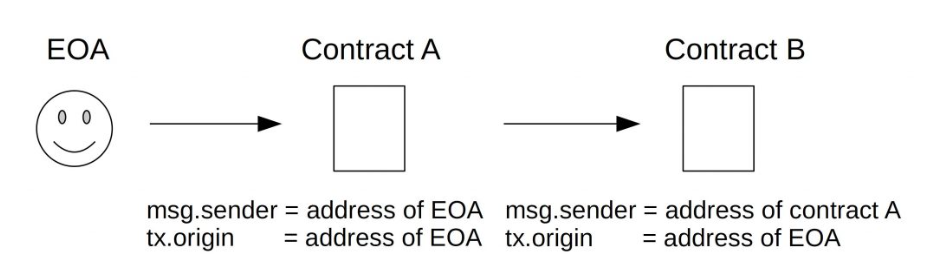 EOA
Contract A
Contract B
msg.sender = address of EOA
tx.origin = address of EOA
msg.sender = address of contract A
tx.origin = address of EOA